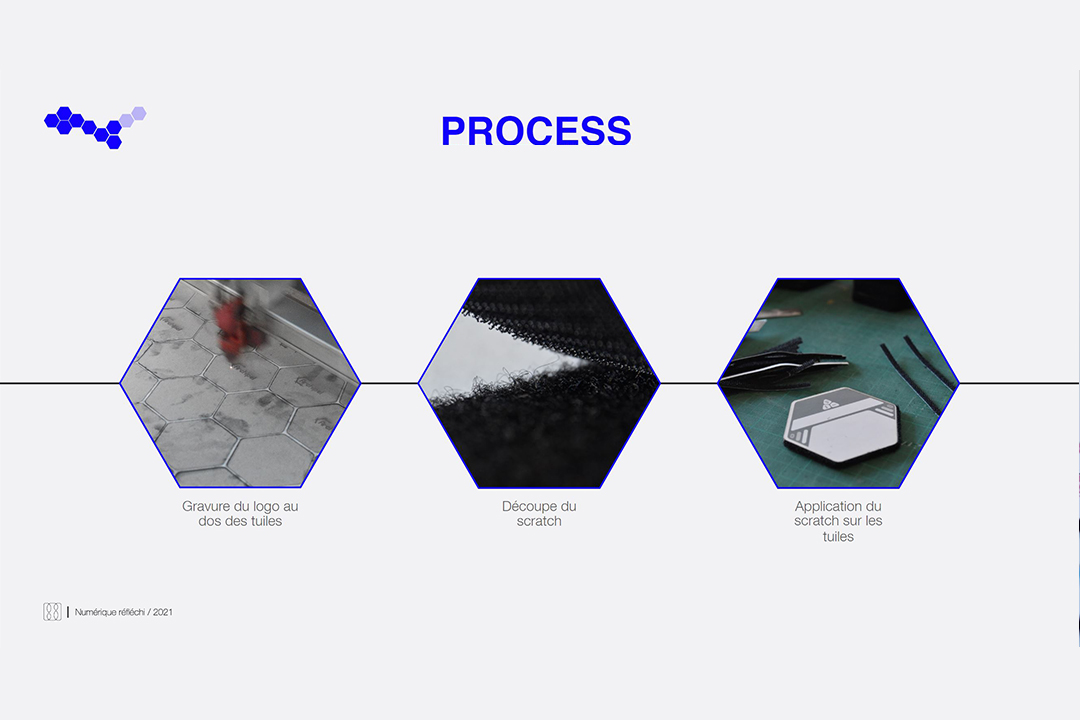 PROCESS
Gravure du logo au
dos des tuiles
Découpe du
scratch
Application du
scratch sur les
tuiles
Numérique réfléchi / 2021